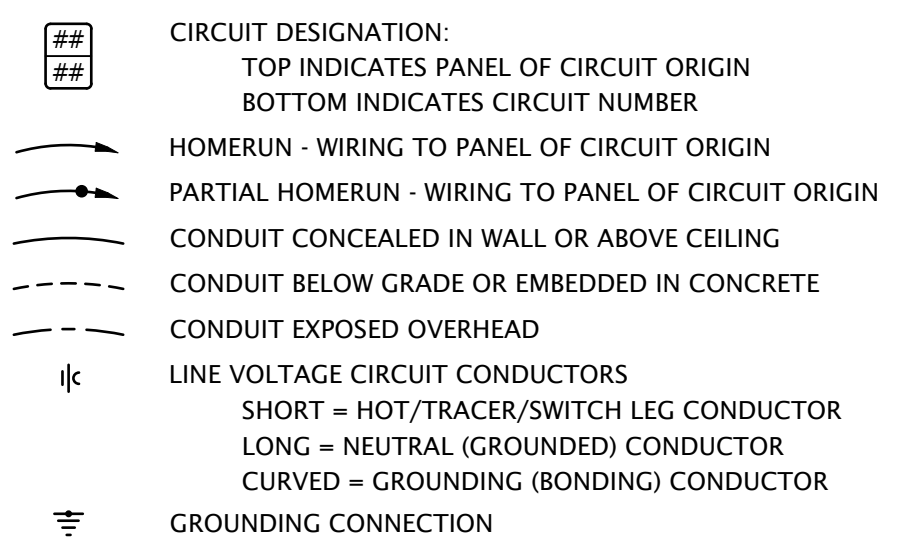 ##
##
CIRCUIT DESIGNATION:
TOP INDICATES PANEL OF CIRCUIT ORIGIN
BOTTOM INDICATES CIRCUIT NUMBER
HOMERUN - WIRING TO PANEL OF CIRCUIT ORIGIN
PARTIAL HOMERUN - WIRING TO PANEL OF CIRCUIT ORIGIN
CONDUIT CONCEALED IN WALL OR ABOVE CEILING
CONDUIT BELOW GRADE OR EMBEDDED IN CONCRETE
CONDUIT EXPOSED OVERHEAD
LINE VOLTAGE CIRCUIT CONDUCTORS
SHORT = HOT/TRACER/SWITCH LEG CONDUCTOR
LONG = NEUTRAL (GROUNDED) CONDUCTOR
CURVED = GROUNDING (BONDING) CONDUCTOR
GROUNDING CONNECTION